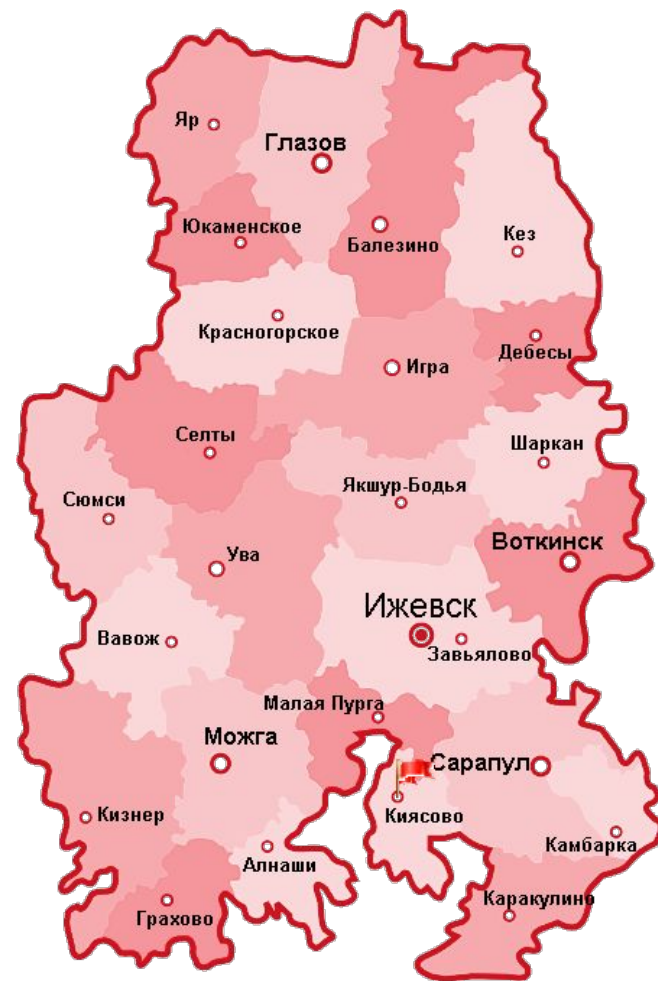 Яр
Глазов
Юкаменское
Балезино
Кез
Красногорское
Дебесы
Игра
Селты
Шаркан
Якшур-Бодья
Сюмси
Ува
Воткинск
Ижевск
Вавож
Завьялово
Малая Пурга
Можга
Сарапул
Кизнер
Киясово
Камбарка
Алнаши
Каракулино
Грахово